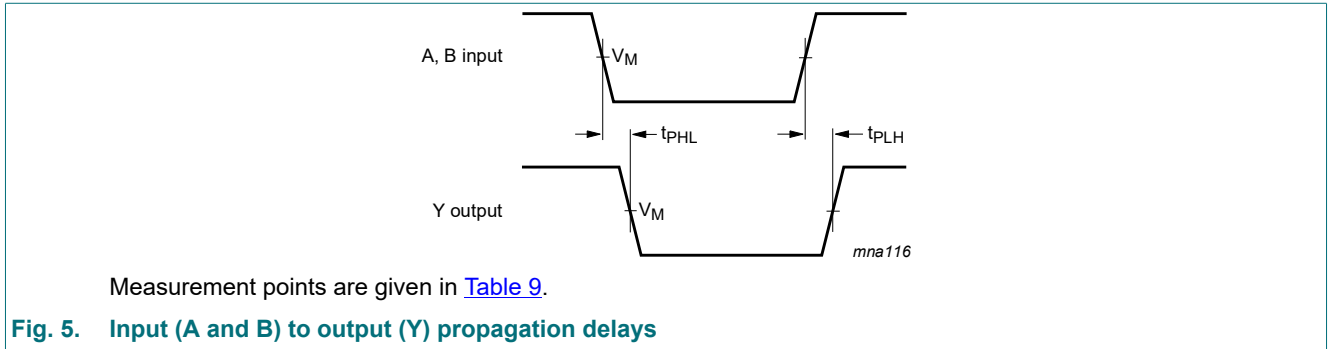 A, B input
VM
tPHL
tPLH
Y output
VM
mna116
Measurement points are given in Table 9.
Fig. 5. Input (A and B) to output (Y) propagation delays